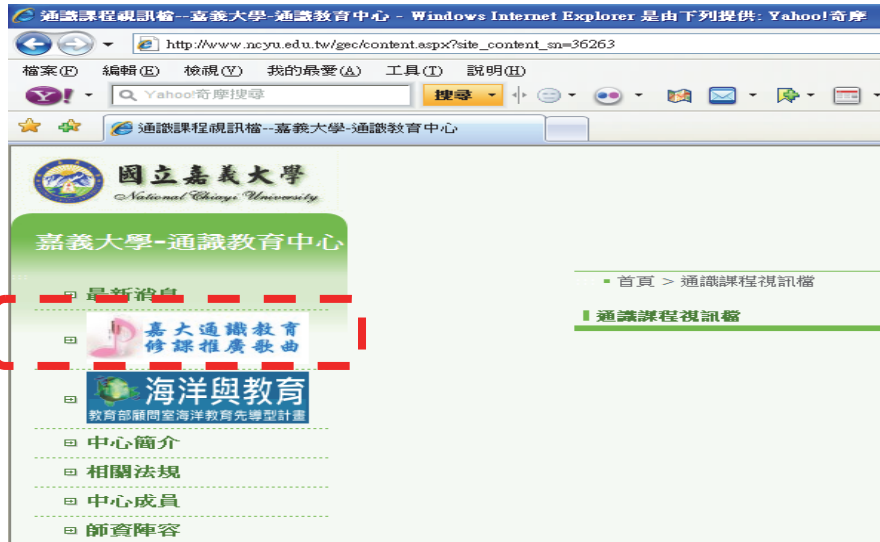 通識課程視訊檔--嘉義大學-通識教育中心 - Windows Internet Explorer 是由下列提供: Yahoo!奇摩
http://www.ncyu.edu.tw/gec/content.aspx?site_content_sn=36263
檔案(F) 編輯(E) 檢視(V) 我的最愛(A) 工具(T) 說明(H)
Y! Yahoo!奇摩搜尋 搜尋
通識課程視訊檔--嘉義大學-通識教育中心
國立嘉義大學
National Chiayi University
嘉義大學-通識教育中心
首頁 > 通識課程視訊檔
通識課程視訊檔
最新消息
嘉大通識教育
修課推廣歌曲
海洋與教育
教育部顧問室海洋教育先導型計畫
中心簡介
相關法規
中心成員
師資陣容